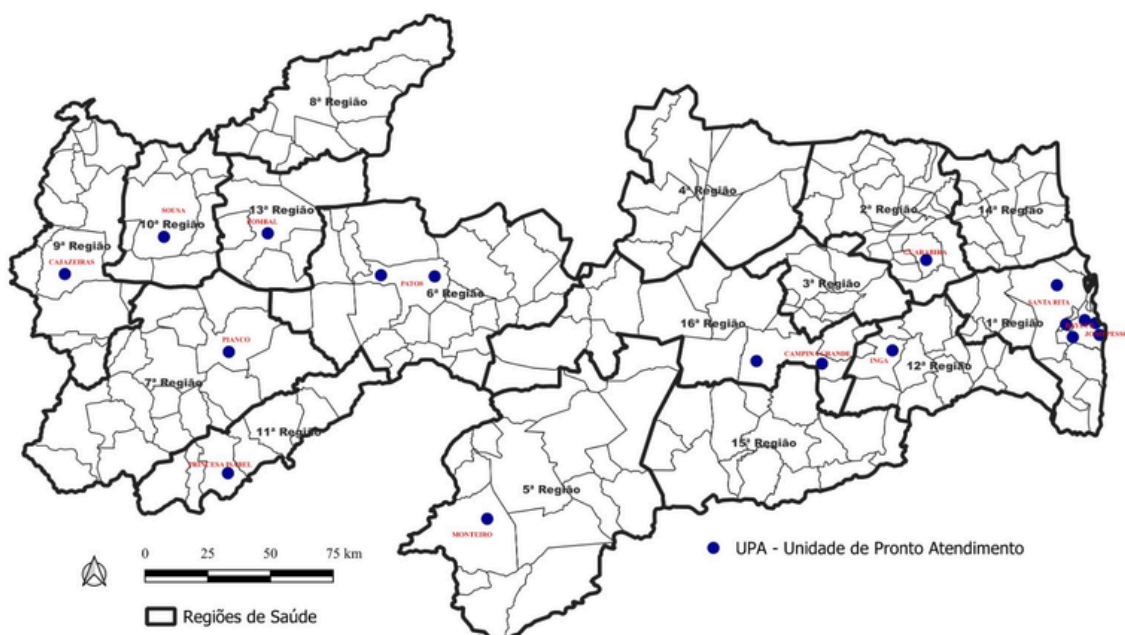 8ª Região
4ª Região
SOUSA
10ª Região
13ª Região
POMBAL
2ª Região
14ª Região
9ª Região
CAJAZEIRAS
GUARABIRA
PATOS
6ª Região
3ª Região
SANTA RITA
16ª Região
1ª Região
PIANCO
CAMPINA GRANDE
INGA
12ª Região
7ª Região
11ª Região
15ª Região
PRINCESA ISABEL
5ª Região
MONTEIRO
UPA - Unidade de Pronto Atendimento
0 25 50 75 km
Regiões de Saúde